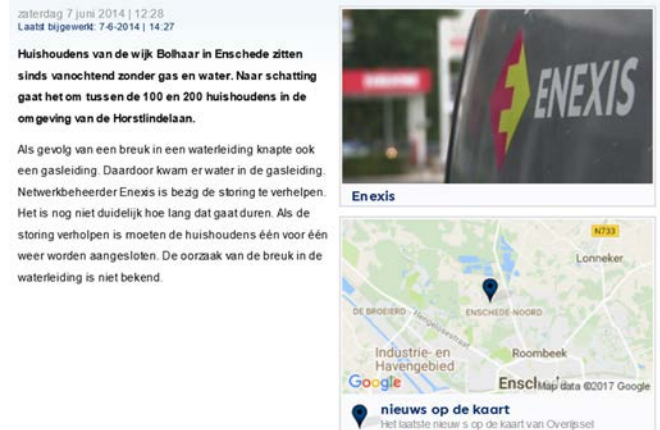 zaterdag 7 juni 2014 | 12:28
Laatst bijgewerkt: 7-6-2014 | 14:27
Huishoudens van de wijk Bolhaar in Enschede zitten
sinds vanochtend zonder gas en water. Naar schatting
gaat het om tussen de 100 en 200 huishoudens in de
omgeving van de Horstlindelaan.
Als gevolg van een breuk in een waterleiding knapte ook
een gasleiding. Daardoor kwam er water in de gasleiding.
Netwerkbeheerder Enexis is bezig de storing te verhelpen.
Het is nog niet duidelijk hoe lang dat gaat duren. Als de
storing verholpen is moeten de huishoudens één voor één
weer worden aangesloten. De oorzaak van de breuk in de
waterleiding is niet bekend.
ENEXIS
Enexis
N733
Lonneker
DE BROEIERD
ENSCHEDE-NOORD
Hengelosestraat
Industrie- en
Havengebied
Roombeek
Google
Map data ©2017 Google
nieuws op de kaart
Het laatste nieuws op de kaart van Overijssel